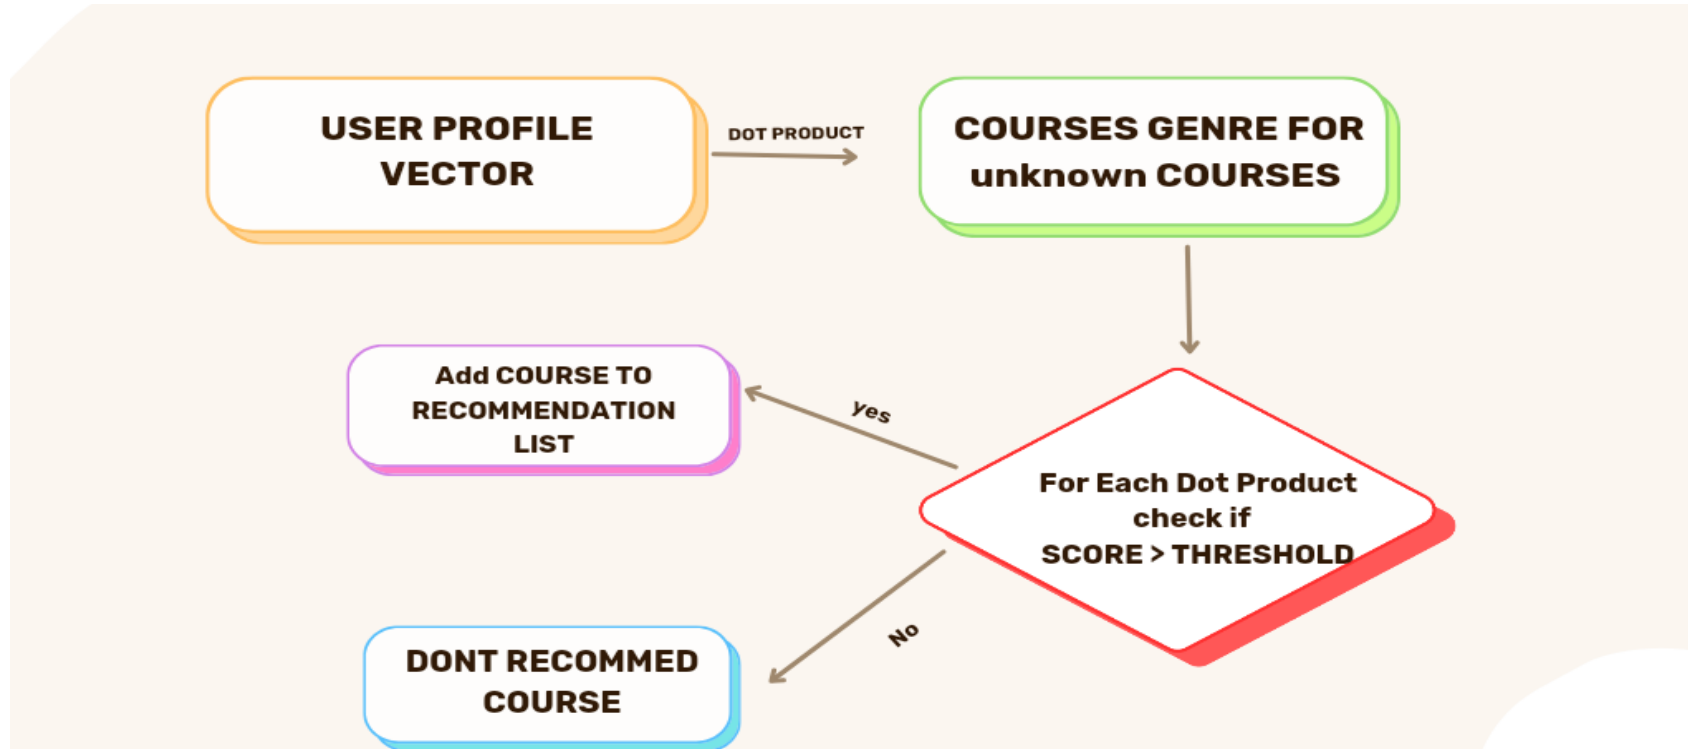 USER PROFILE
VECTOR
DOT PRODUCT
COURSES GENRE FOR
unknown COURSES
For Each Dot Product
check if
SCORE > THRESHOLD
yes
Add COURSE TO
RECOMMENDATION
LIST
No
DONT RECOMMED
COURSE